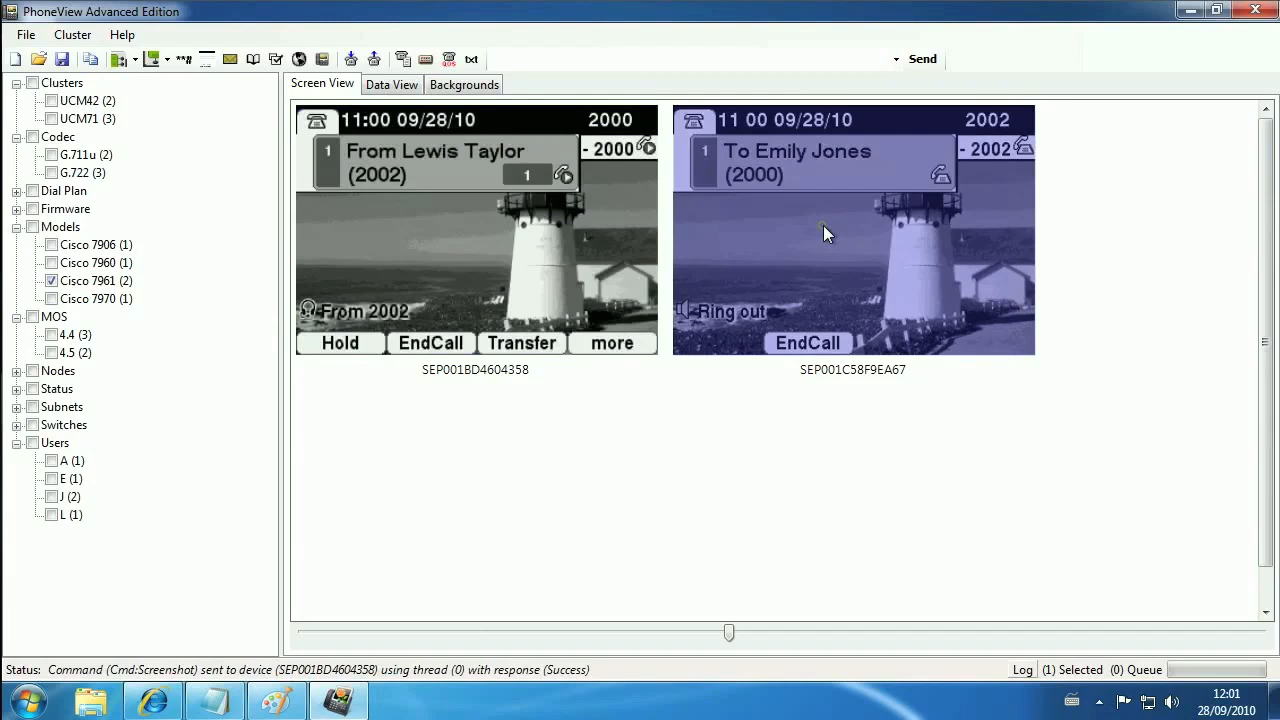 PhoneView Advanced Edition
File Cluster Help
**# QOS txt Send
Screen View Data View Backgrounds
Clusters
UCM42 (2)
UCM71 (3)
Codec
G.711u (2)
G.722 (3)
Dial Plan
Firmware
Models
Cisco 7906 (1)
Cisco 7960 (1)
Cisco 7961 (2)
Cisco 7970 (1)
MOS
4.4 (3)
4.5 (2)
Nodes
Status
Subnets
Switches
Users
A (1)
E (1)
J (2)
L (1)
11:00 09/28/10 2000
1 From Lewis Taylor - 2000
(2002) 1
From 2002
Hold EndCall Transfer more
SEP001BD4604358
11 00 09/28/10 2002
1 To Emily Jones - 2002
(2000)
Ring out
EndCall
SEP001C58F9EA67
Status: Command (Cmd:Screenshot) sent to device (SEP001BD4604358) using thread (0) with response (Success) Log (1) Selected (0) Queue
12:01
28/09/2010